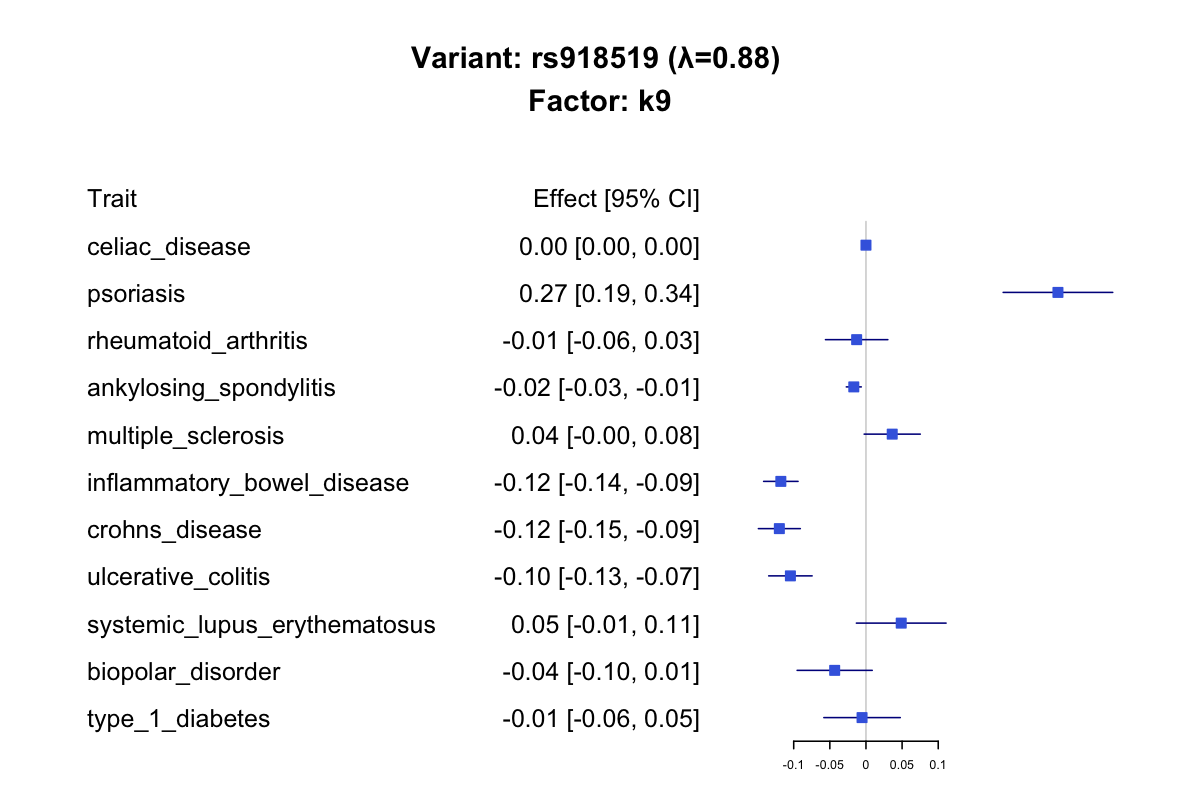 Variant: rs918519 (λ=0.88)
Factor: k9
Trait Effect [95% CI]
celiac_disease 0.00 [0.00, 0.00]
psoriasis 0.27 [0.19, 0.34]
rheumatoid_arthritis -0.01 [-0.06, 0.03]
ankylosing_spondylitis -0.02 [-0.03, -0.01]
multiple_sclerosis 0.04 [-0.00, 0.08]
inflammatory_bowel_disease -0.12 [-0.14, -0.09]
crohns_disease -0.12 [-0.15, -0.09]
ulcerative_colitis -0.10 [-0.13, -0.07]
systemic_lupus_erythematosus 0.05 [-0.01, 0.11]
biopolar_disorder -0.04 [-0.10, 0.01]
type_1_diabetes -0.01 [-0.06, 0.05]
-0.1 -0.05 0 0.05 0.1